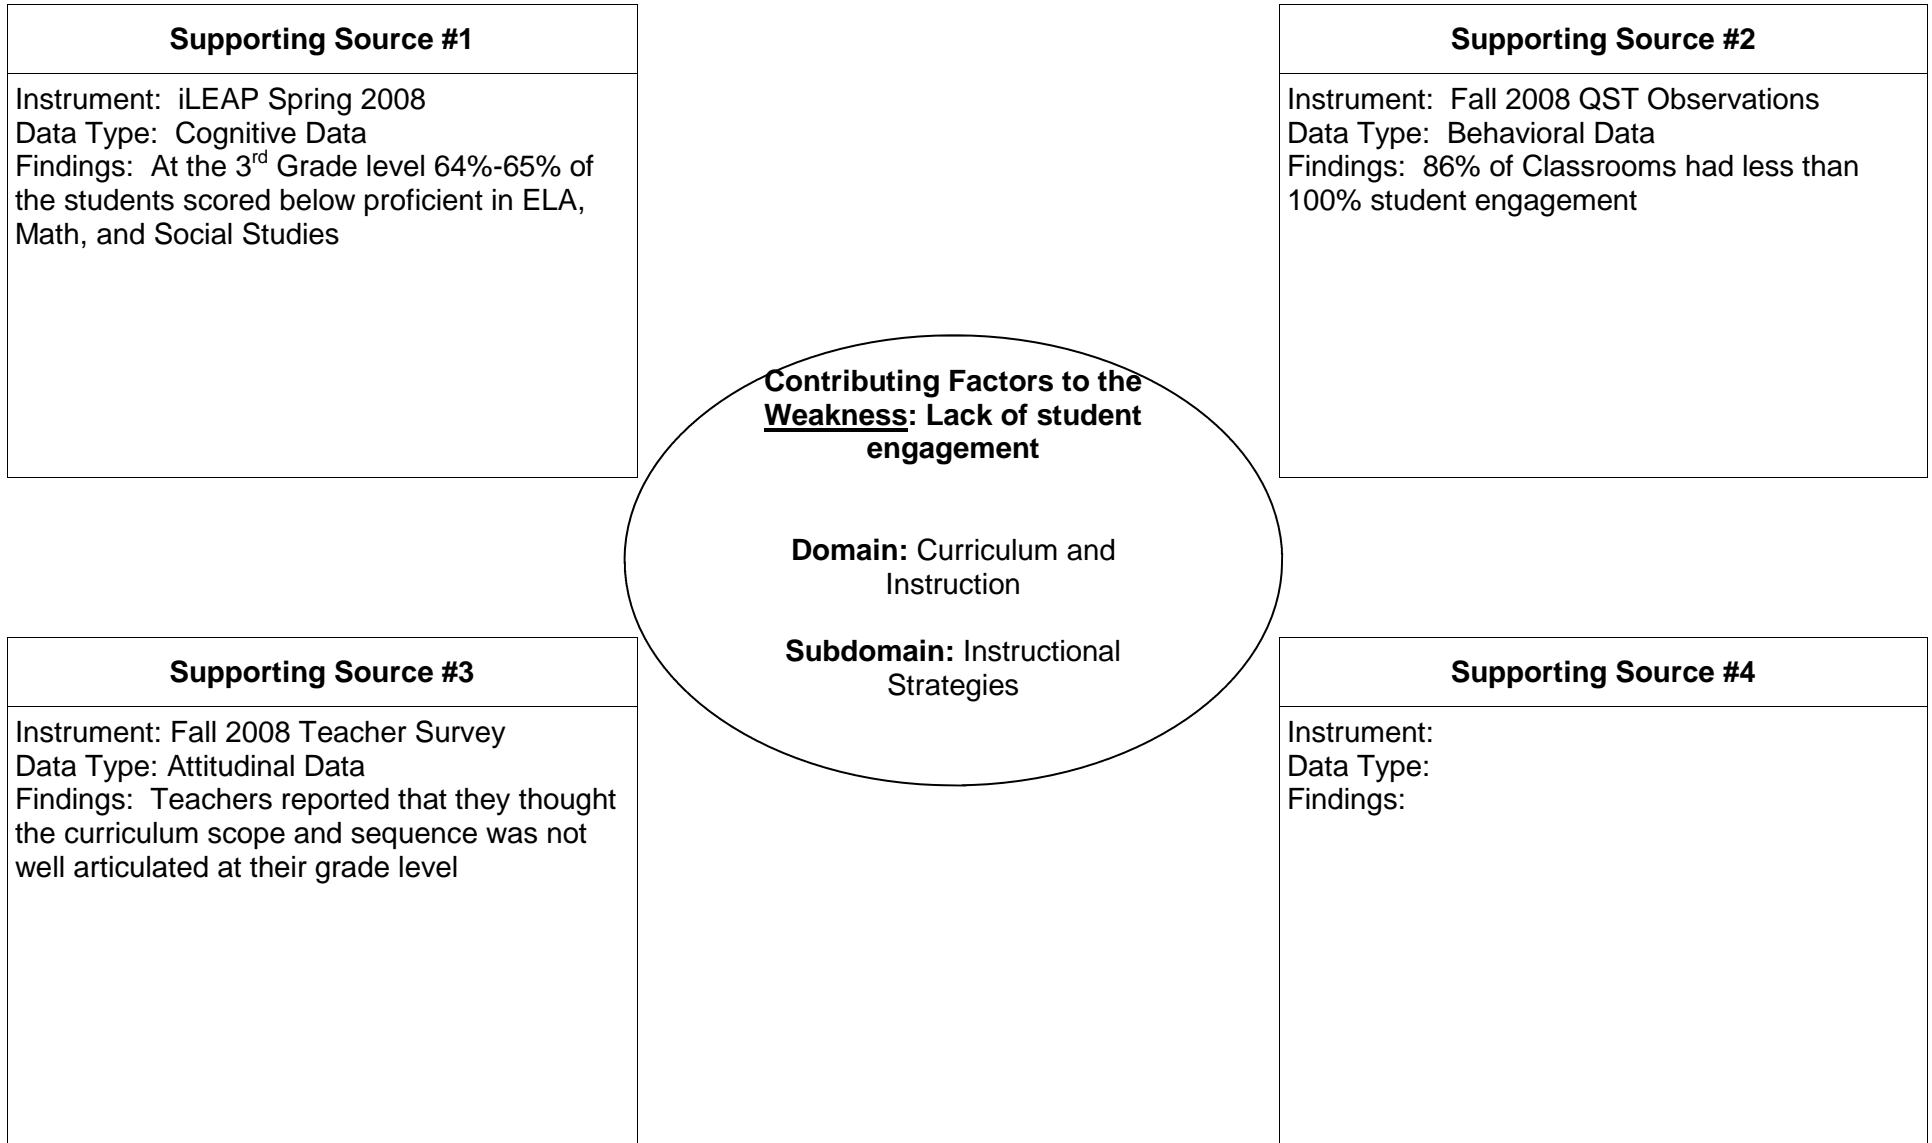 Supporting Source #1
Instrument:  iLEAP Spring 2008
Data Type:  Cognitive Data
Findings:  At the 3rd Grade level 64%-65% of
the students scored below proficient in ELA,
Math, and Social Studies
Supporting Source #2
Instrument:  Fall 2008 QST Observations
Data Type:  Behavioral Data
Findings:  86% of Classrooms had less than
100% student engagement
Contributing Factors to the
Weakness: Lack of student
engagement
Domain: Curriculum and
Instruction
Subdomain: Instructional
Strategies
Supporting Source #3
Instrument: Fall 2008 Teacher Survey
Data Type: Attitudinal Data
Findings:  Teachers reported that they thought
the curriculum scope and sequence was not
well articulated at their grade level
Supporting Source #4
Instrument:
Data Type:
Findings: